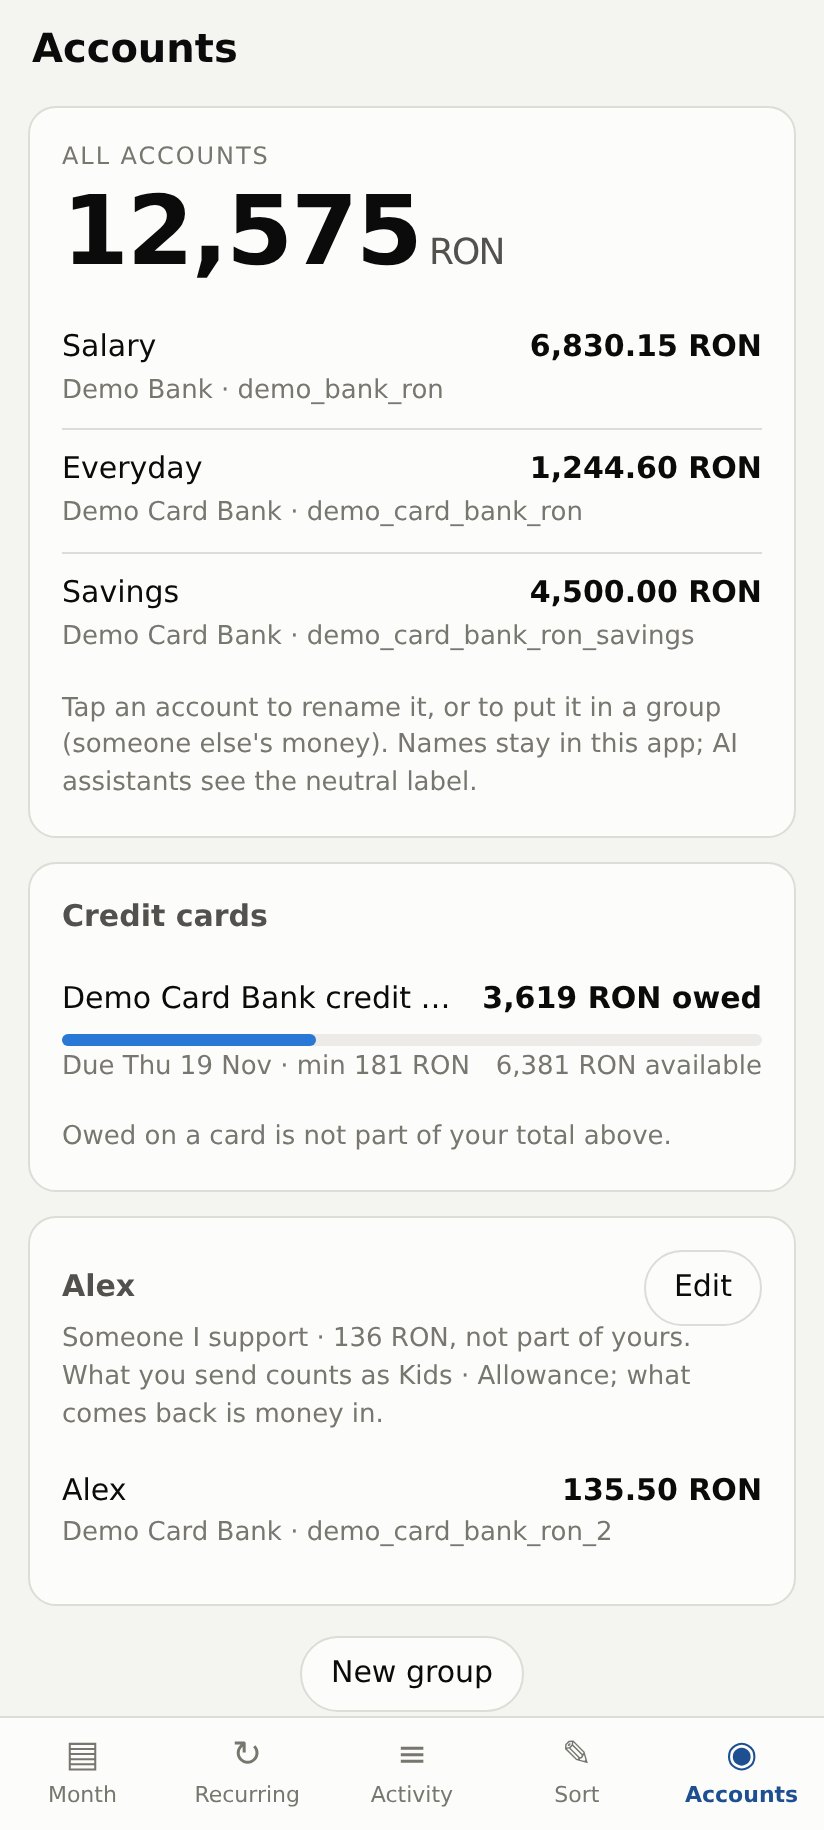 Accounts
ALL ACCOUNTS
12,575 RON
Salary 6,830.15 RON
Demo Bank · demo_bank_ron
Everyday 1,244.60 RON
Demo Card Bank · demo_card_bank_ron
Savings 4,500.00 RON
Demo Card Bank · demo_card_bank_ron_savings
Tap an account to rename it, or to put it in a group
(someone else's money). Names stay in this app; AI
assistants see the neutral label.
Credit cards
Demo Card Bank credit … 3,619 RON owed
Due Thu 19 Nov · min 181 RON 6,381 RON available
Owed on a card is not part of your total above.
Alex Edit
Someone I support · 136 RON, not part of yours.
What you send counts as Kids · Allowance; what
comes back is money in.
Alex 135.50 RON
Demo Card Bank · demo_card_bank_ron_2
New group
Month Recurring Activity Sort Accounts